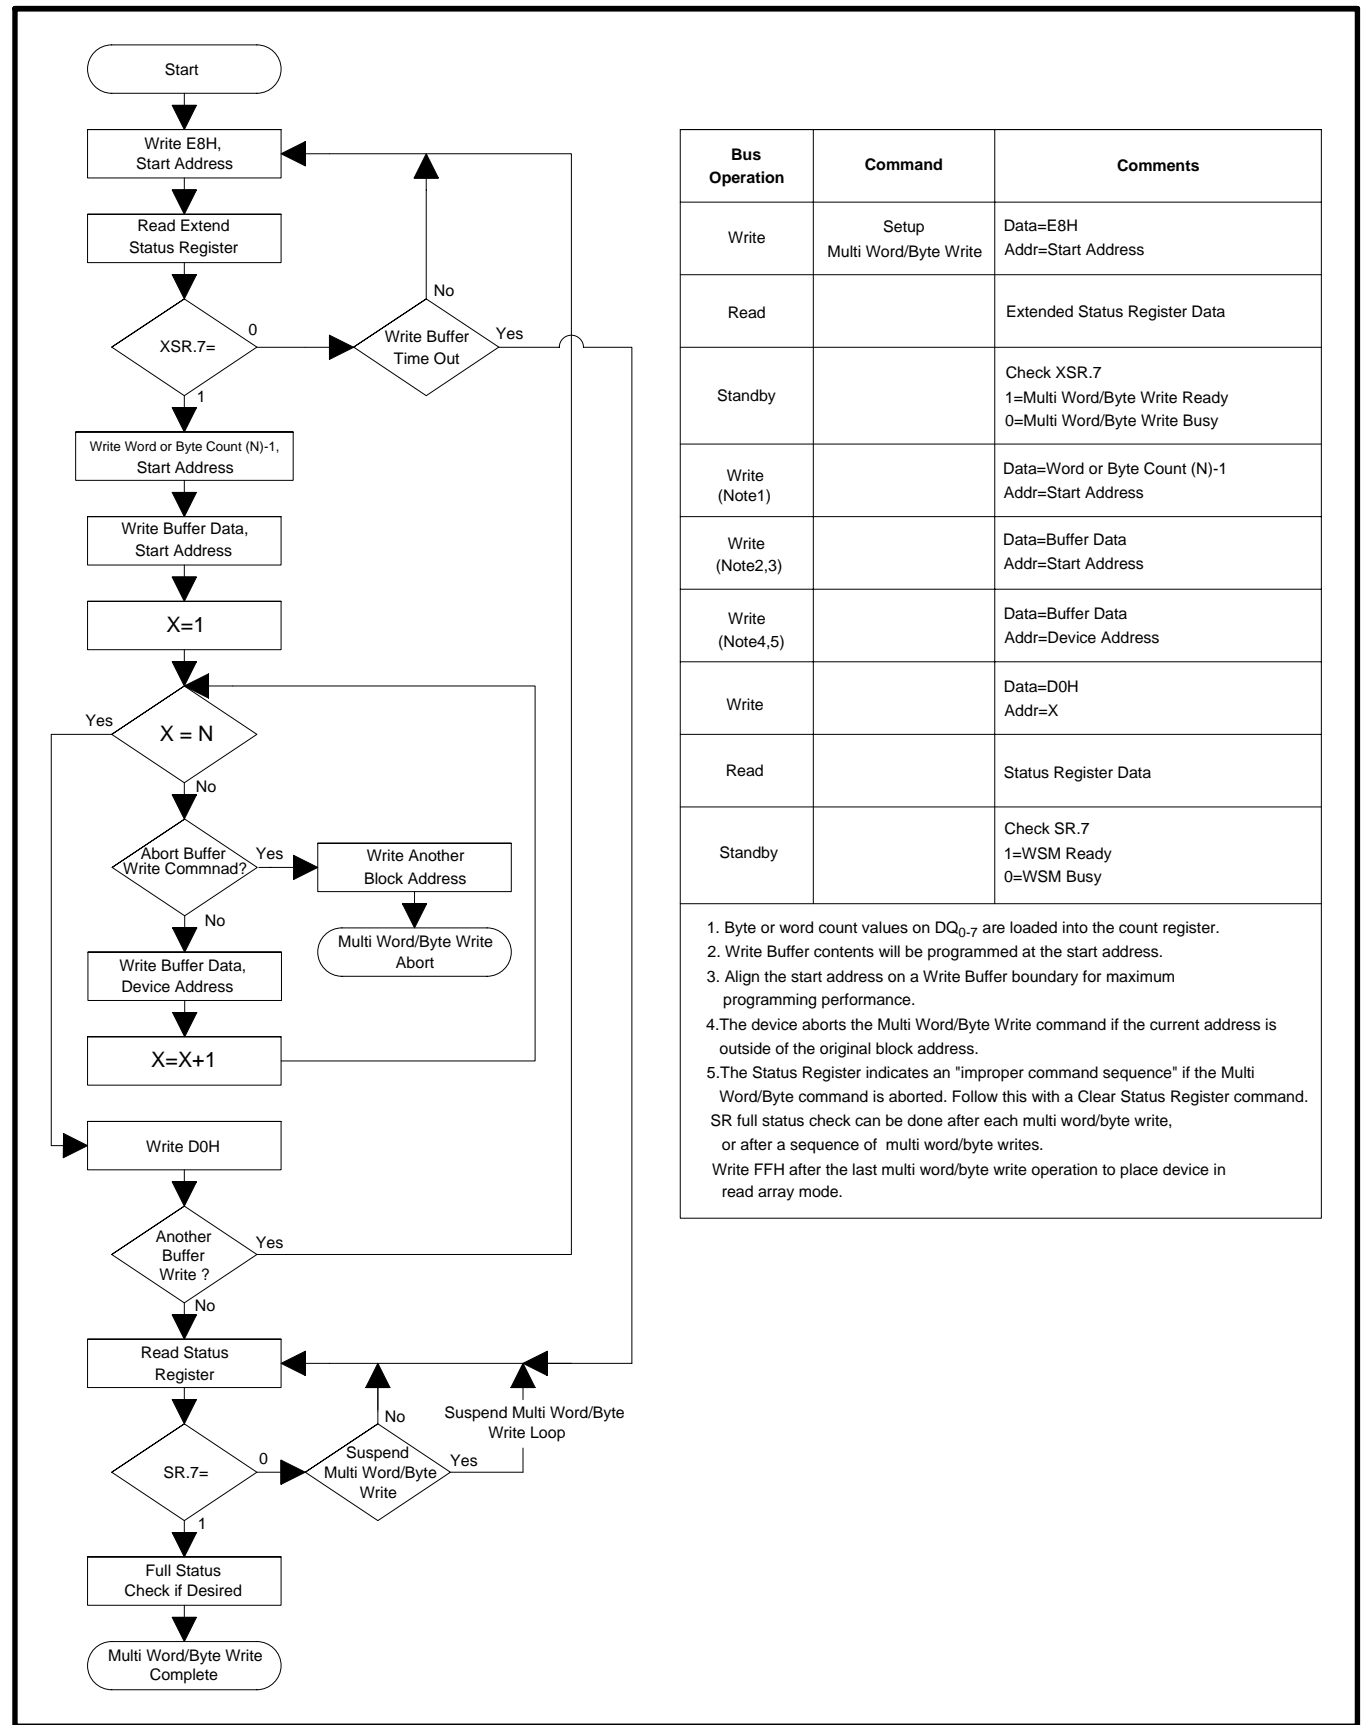 Start
Write E8H,
Start Address
Read Extend
Status Register
XSR.7=
0
1
No
Write Buffer
Time Out
Yes
Write Word or Byte Count (N)-1,
Start Address
Write Buffer Data,
Start Address
X=1
X = N
Yes
No
Abort Buffer
Write Commnad?
Yes
No
Write Another
Block Address
Multi Word/Byte Write
Abort
Write Buffer Data,
Device Address
X=X+1
Write D0H
Another
Buffer
Write ?
Yes
No
Read Status
Register
SR.7=
0
1
No
Suspend
Multi Word/Byte
Write
Yes
Suspend Multi Word/Byte
Write Loop
Full Status
Check if Desired
Multi Word/Byte Write
Complete
Bus
Operation
Command
Comments
Write
Setup
Multi Word/Byte Write
Data=E8H
Addr=Start Address
Read
Extended Status Register Data
Standby
Check XSR.7
1=Multi Word/Byte Write Ready
0=Multi Word/Byte Write Busy
Write
(Note1)
Data=Word or Byte Count (N)-1
Addr=Start Address
Write
(Note2,3)
Data=Buffer Data
Addr=Start Address
Write
(Note4,5)
Data=Buffer Data
Addr=Device Address
Write
Data=D0H
Addr=X
Read
Status Register Data
Standby
Check SR.7
1=WSM Ready
0=WSM Busy
1. Byte or word count values on DQ0-7 are loaded into the count register.
2. Write Buffer contents will be programmed at the start address.
3. Align the start address on a Write Buffer boundary for maximum
programming performance.
4.The device aborts the Multi Word/Byte Write command if the current address is
outside of the original block address.
5.The Status Register indicates an "improper command sequence" if the Multi
Word/Byte command is aborted. Follow this with a Clear Status Register command.
SR full status check can be done after each multi word/byte write,
or after a sequence of multi word/byte writes.
Write FFH after the last multi word/byte write operation to place device in
read array mode.